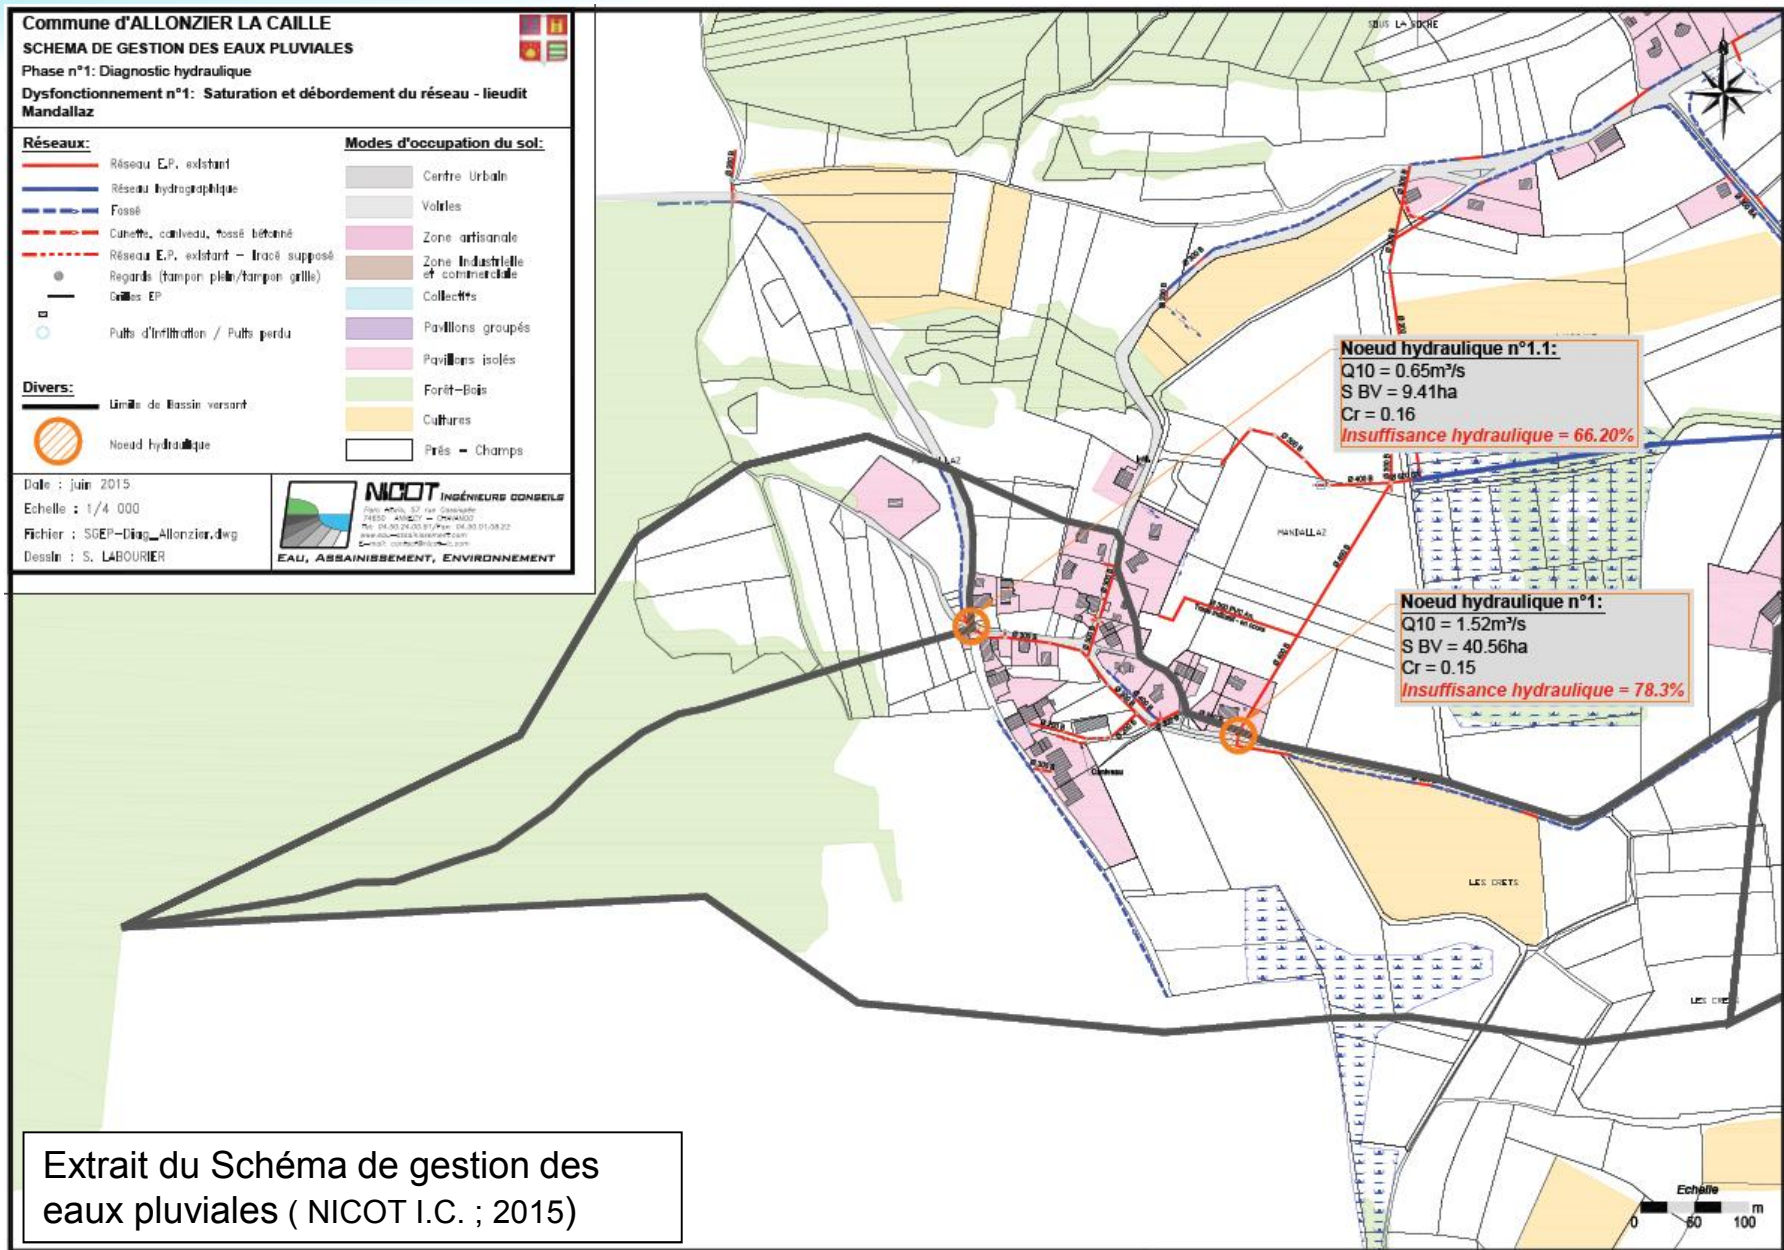 Commune d'ALLONZIER LA CAILLE
SCHEMA DE GESTION DES EAUX PLUVIALES
Phase n°1: Diagnostic hydraulique
Dysfonctionnement n°1: Saturation et débordement du réseau - lieudit
Mandallaz
Réseaux:
Réseau E.P. existant
Réseau hydrographique
Fossé
Cunette, caniveau, fossé bétonné
Réseau E.P. existant - tracé supposé
Regards (tampon plein/tampon grille)
Grilles EP
Puits d'infiltration / Puits perdu
Divers:
Limite de Bassin versant
Noeud hydraulique
Modes d'occupation du sol:
Centre Urbain
Voiries
Zone artisanale
Zone Industrielle
et commerciale
Collectifs
Pavillons groupés
Pavillons isolés
Forêt-Bois
Cultures
Prés - Champs
Date : juin 2015
Echelle : 1/4 000
Fichier : SGEP-Diag_Allonzier.dwg
Dessin : S. LABOURIER
NICOT INGÉNIEURS CONSEILS
EAU, ASSAINISSEMENT, ENVIRONNEMENT
SOUS LA ROCHE
Noeud hydraulique n°1.1:
Q10 = 0.65m³/s
S BV = 9.41ha
Cr = 0.16
Insuffisance hydraulique = 66.20%
MANDALLAZ
MANDALLAZ
Noeud hydraulique n°1:
Q10 = 1.52m³/s
S BV = 40.56ha
Cr = 0.15
Insuffisance hydraulique = 78.3%
Caniveau
LES CRETS
LES CRETS
Extrait du Schéma de gestion des
eaux pluviales ( NICOT I.C. ; 2015)
Echelle
0 50 100 m